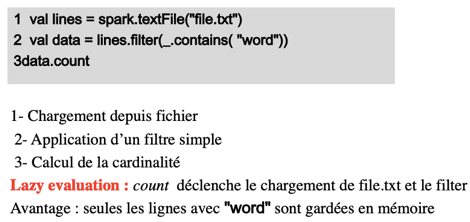 1 val lines = spark.textFile("file.txt")
2 val data = lines.filter(_.contains( "word"))
3data.count
1- Chargement depuis fichier
2- Application d'un filtre simple
3- Calcul de la cardinalité
Lazy evaluation : count déclenche le chargement de file.txt et le filter
Avantage : seules les lignes avec "word" sont gardées en mémoire